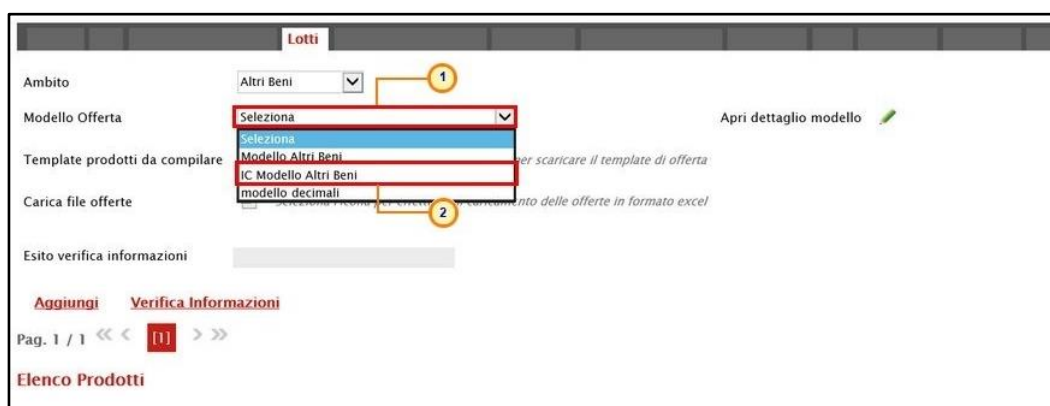 Lotti
Ambito Altri Beni 1
Modello Offerta Seleziona Apri dettaglio modello
Seleziona
Template prodotti da compilare Modello Altri Beni per scaricare il template di offerta
IC Modello Altri Beni
modello decimali
Carica file offerte caricamento delle offerte in formato excel
2
Esito verifica informazioni
Aggiungi Verifica Informazioni
Pag. 1 / 1 << < [1] > >>
Elenco Prodotti